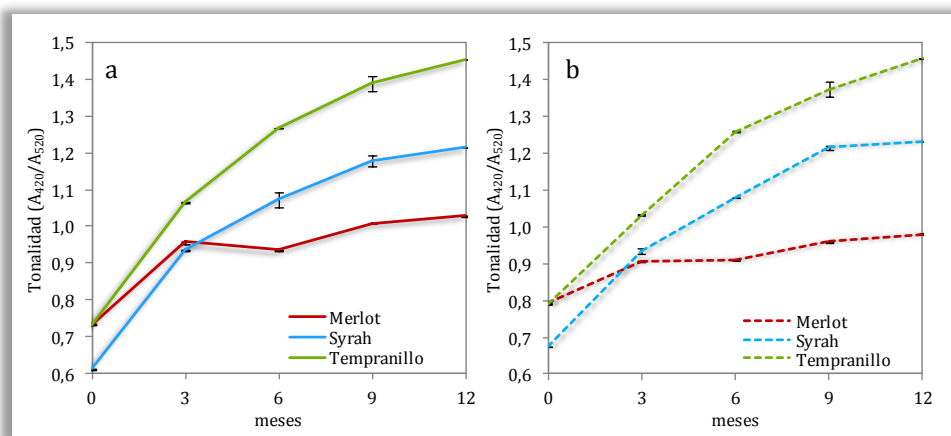 a
Tonalidad (A420/A520)
1,5
1,4
1,3
1,2
1,1
1,0
0,9
0,8
0,7
0,6
0 3 6 9 12
meses
Merlot
Syrah
Tempranillo
b
Tonalidad (A420/A520)
1,5
1,4
1,3
1,2
1,1
1,0
0,9
0,8
0,7
0,6
0 3 6 9 12
meses
Merlot
Syrah
Tempranillo